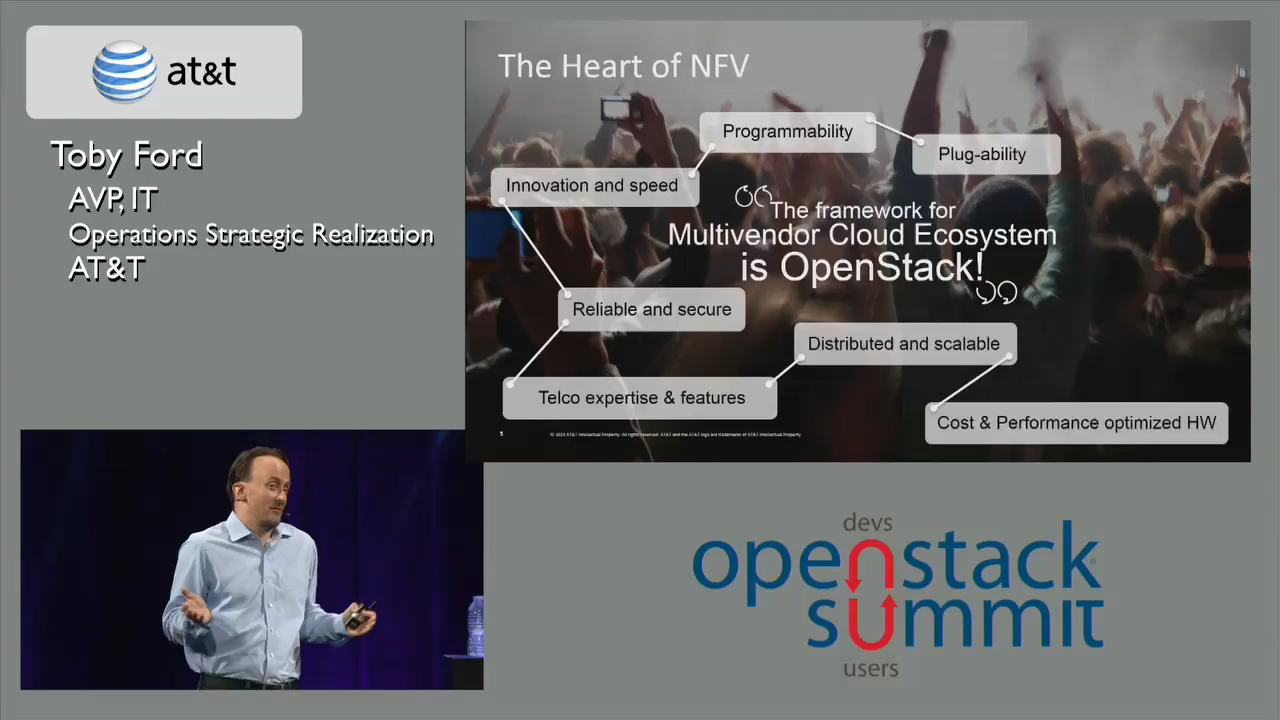 at&t
Toby Ford
AVP, IT
Operations Strategic Realization
AT&T
The Heart of NFV
Programmability
Plug-ability
Innovation and speed
“The framework for
Multivendor Cloud Ecosystem
is OpenStack!”
Reliable and secure
Distributed and scalable
Telco expertise & features
Cost & Performance optimized HW
devs
openstack
summit
users